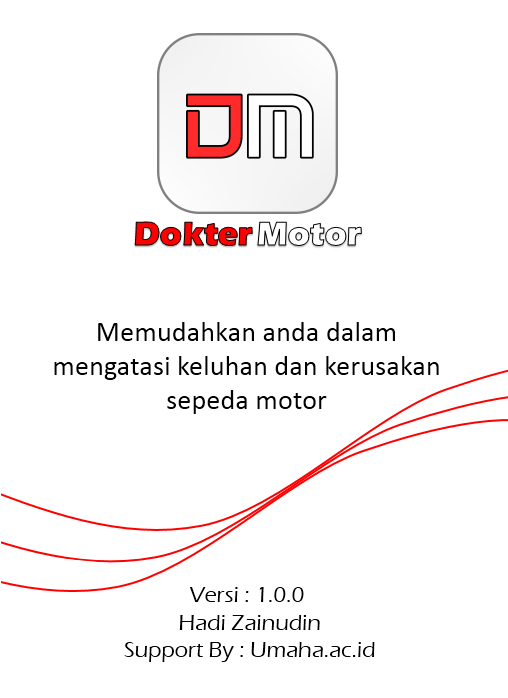 DM
Dokter Motor
Memudahkan anda dalam
mengatasi keluhan dan kerusakan
sepeda motor
Versi : 1.0.0
Hadi Zainudin
Support By : Umaha.ac.id